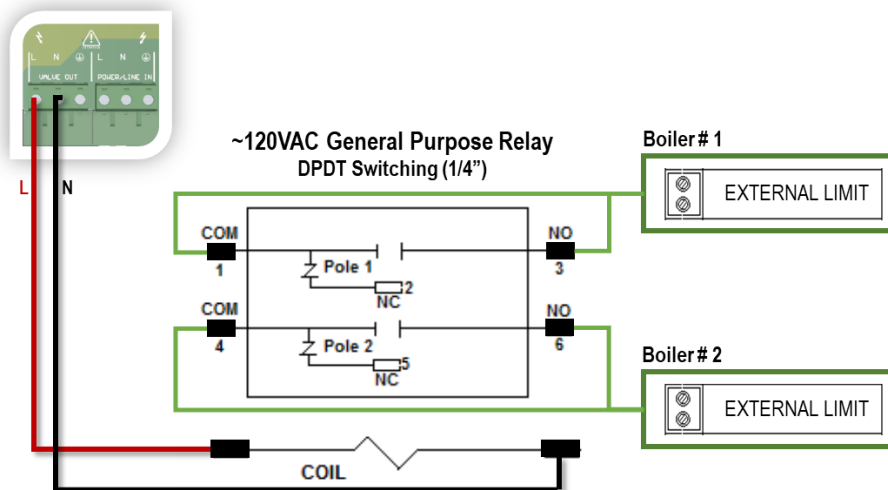 L N L N
VALVE OUT POWER/LINE IN
L N
~120VAC General Purpose Relay
DPDT Switching (1/4”)
Boiler # 1
EXTERNAL LIMIT
COM
1
Pole 1
2
NC
NO
3
COM
4
Pole 2
5
NC
NO
6
Boiler # 2
EXTERNAL LIMIT
COIL